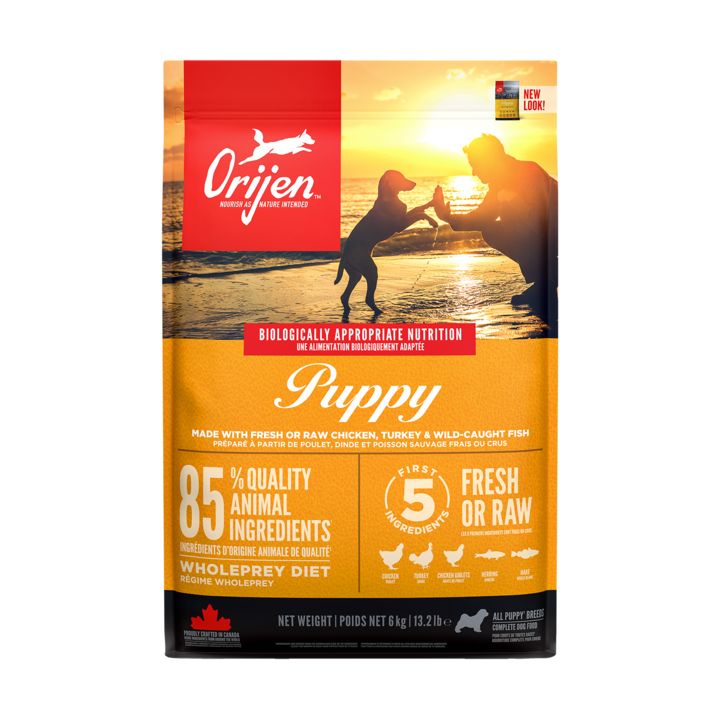 NEW
LOOK!
Orijen™
NOURISH AS NATURE INTENDED
BIOLOGICALLY APPROPRIATE NUTRITION
UNE ALIMENTATION BIOLOGIQUEMENT ADAPTÉE
Puppy
MADE WITH FRESH OR RAW CHICKEN, TURKEY & WILD-CAUGHT FISH
PRÉPARÉ À PARTIR DE POULET, DINDE ET POISSON SAUVAGE FRAIS OU CRUS
85% QUALITY
ANIMAL
INGREDIENTS
INGRÉDIENTS D'ORIGINE ANIMALE DE QUALITÉ
WHOLEPREY DIET
RÉGIME WHOLEPREY
FIRST
5
INGREDIENTS
FRESH
OR RAW
CHICKEN
TURKEY
CHICKEN GIBLETS
HERRING
HAKE
PROUDLY CRAFTED IN CANADA
NET WEIGHT | POIDS NET 6 kg | 13.2 lb e
ALL PUPPY BREEDS
COMPLETE DOG FOOD